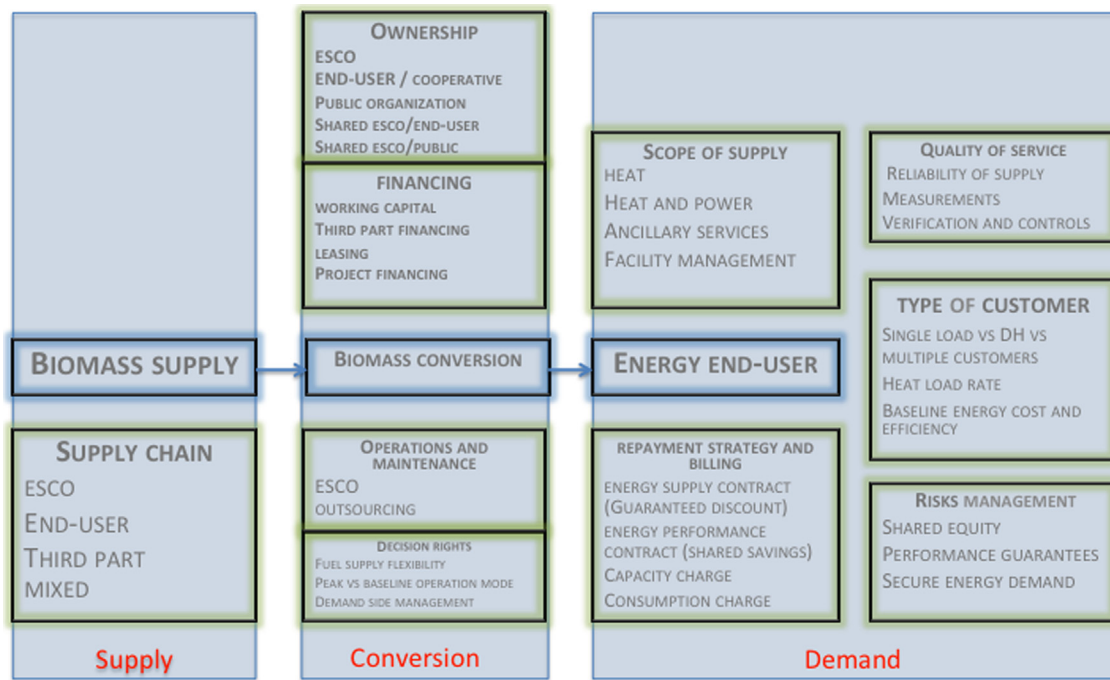 OWNERSHIP
ESCO
END-USER / COOPERATIVE
PUBLIC ORGANIZATION
SHARED ESCO/END-USER
SHARED ESCO/PUBLIC
FINANCING
WORKING CAPITAL
THIRD PART FINANCING
LEASING
PROJECT FINANCING
SCOPE OF SUPPLY
HEAT
HEAT AND POWER
ANCILLARY SERVICES
FACILITY MANAGEMENT
QUALITY OF SERVICE
RELIABILITY OF SUPPLY
MEASUREMENTS
VERIFICATION AND CONTROLS
TYPE OF CUSTOMER
SINGLE LOAD VS DH VS
MULTIPLE CUSTOMERS
HEAT LOAD RATE
BASELINE ENERGY COST AND
EFFICIENCY
BIOMASS SUPPLY
BIOMASS CONVERSION
ENERGY END-USER
SUPPLY CHAIN
ESCO
END-USER
THIRD PART
MIXED
OPERATIONS AND
MAINTENANCE
ESCO
OUTSOURCING
DECISION RIGHTS
FUEL SUPPLY FLEXIBILITY
PEAK VS BASELINE OPERATION MODE
DEMAND SIDE MANAGEMENT
REPAYMENT STRATEGY AND
BILLING
ENERGY SUPPLY CONTRACT
(GUARANTEED DISCOUNT)
ENERGY PERFORMANCE
CONTRACT (SHARED SAVINGS)
CAPACITY CHARGE
CONSUMPTION CHARGE
RISKS MANAGEMENT
SHARED EQUITY
PERFORMANCE GUARANTEES
SECURE ENERGY DEMAND
Supply
Conversion
Demand